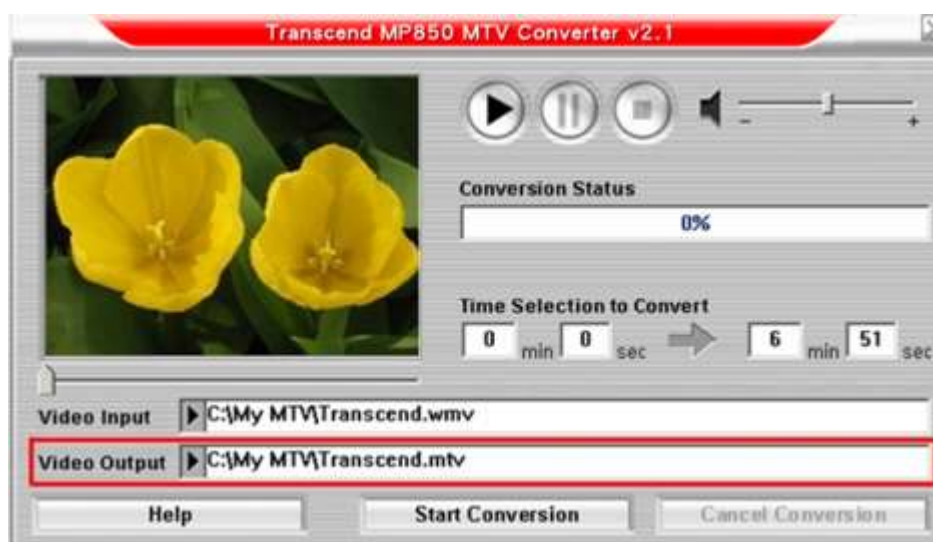 Transcend MP850 MTV Converter v2.1
- +
Conversion Status
0%
Time Selection to Convert
0 min 0 sec 6 min 51 sec
Video Input C:\My MTV\Transcend.wmv
Video Output C:\My MTV\Transcend.mtv
Help Start Conversion Cancel Conversion